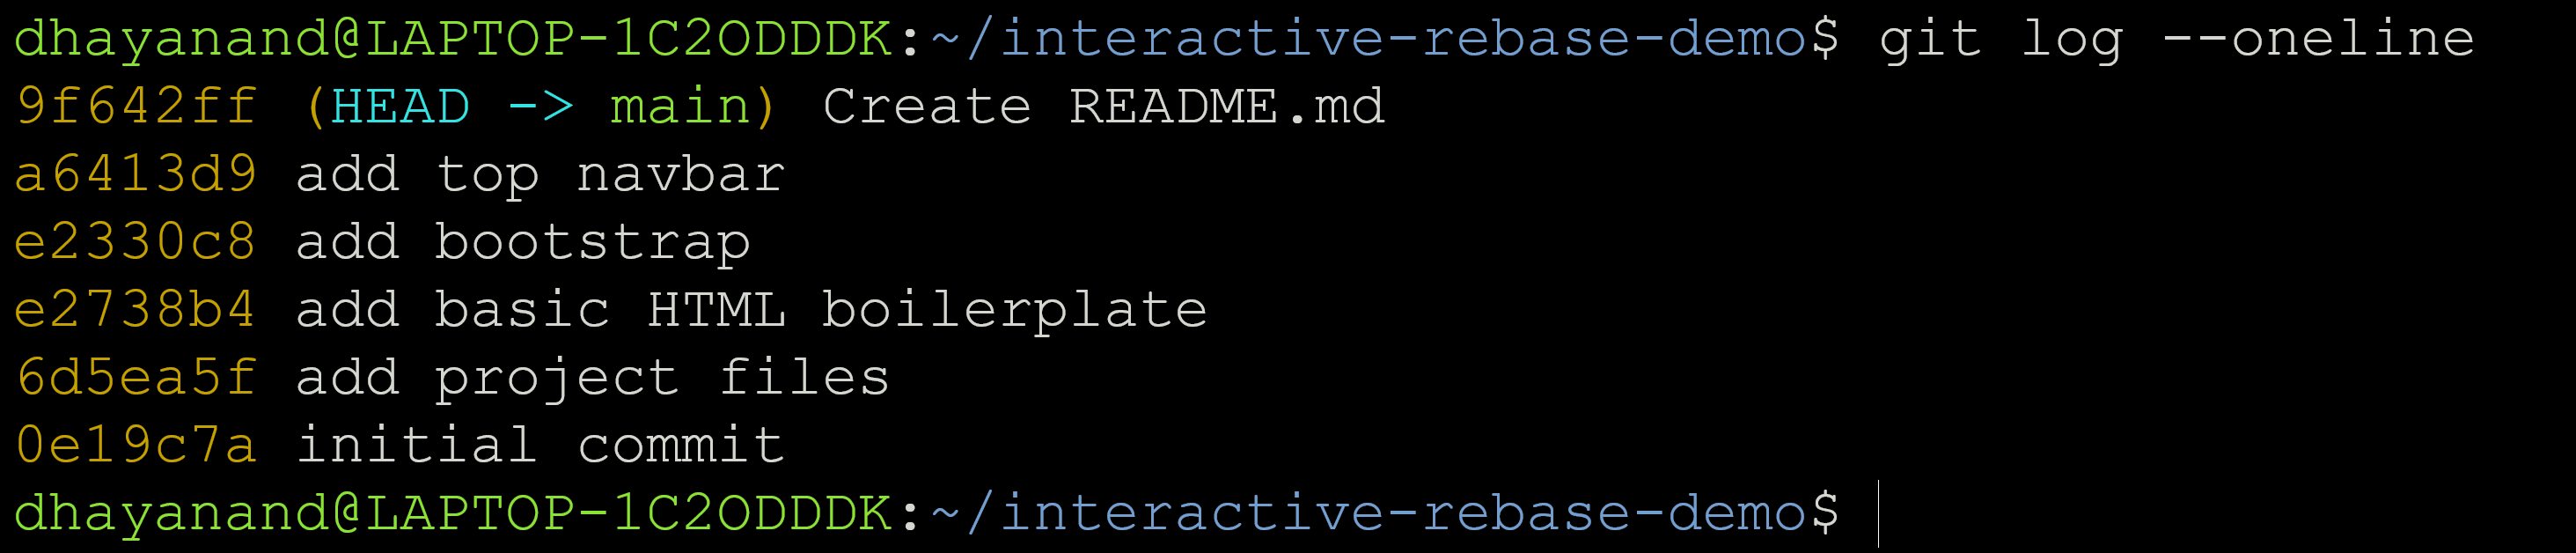 dhayanand@LAPTOP-1C2ODDDK:~/interactive-rebase-demo$ git log --oneline
9f642ff (HEAD -> main) Create README.md
a6413d9 add top navbar
e2330c8 add bootstrap
e2738b4 add basic HTML boilerplate
6d5ea5f add project files
0e19c7a initial commit
dhayanand@LAPTOP-1C2ODDDK:~/interactive-rebase-demo$